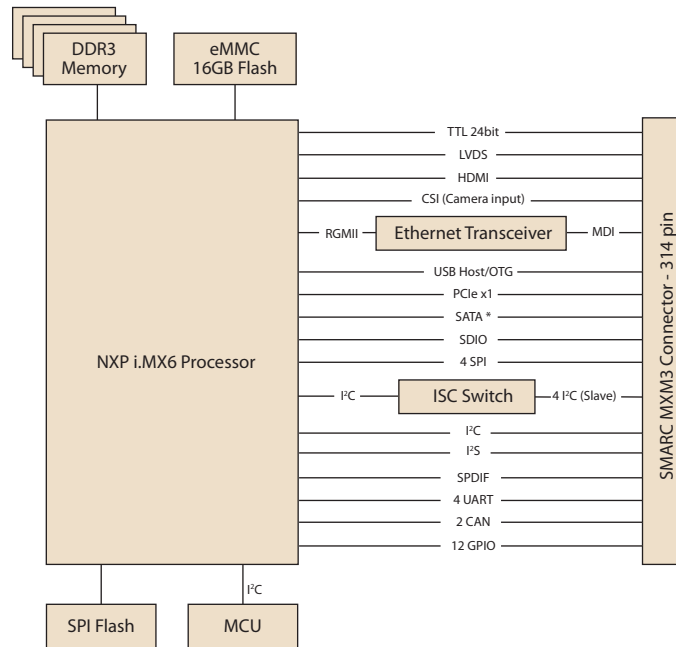 DDR3
Memory
eMMC
16GB Flash
TTL 24bit
LVDS
HDMI
CSI (Camera input)
RGMII
Ethernet Transceiver
MDI
USB Host/OTG
PCIe x1
SATA *
SDIO
4 SPI
NXP i.MX6 Processor
I²C
ISC Switch
4 I²C (Slave)
I²C
I²S
SPDIF
4 UART
2 CAN
12 GPIO
SMARC MXM3 Connector - 314 pin
I²C
SPI Flash
MCU